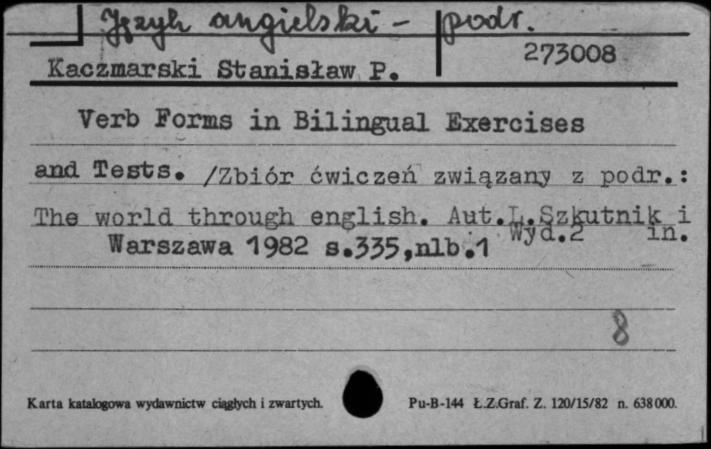 Język angielski - podr.
273008
Kaczmarski Stanisław P.
Verb Forms in Bilingual Exercises
and Tests. /Zbiór ćwiczeń związany z podr.:
The world through english. Aut.L.Szkutnik i
Wyd.2 in.
Warszawa 1982 s.335,nlb.1
8
Karta katalogowa wydawnictw ciągłych i zwartych. Pu-B-144 Ł.Z.Graf. Z. 120/15/82 n. 638000.